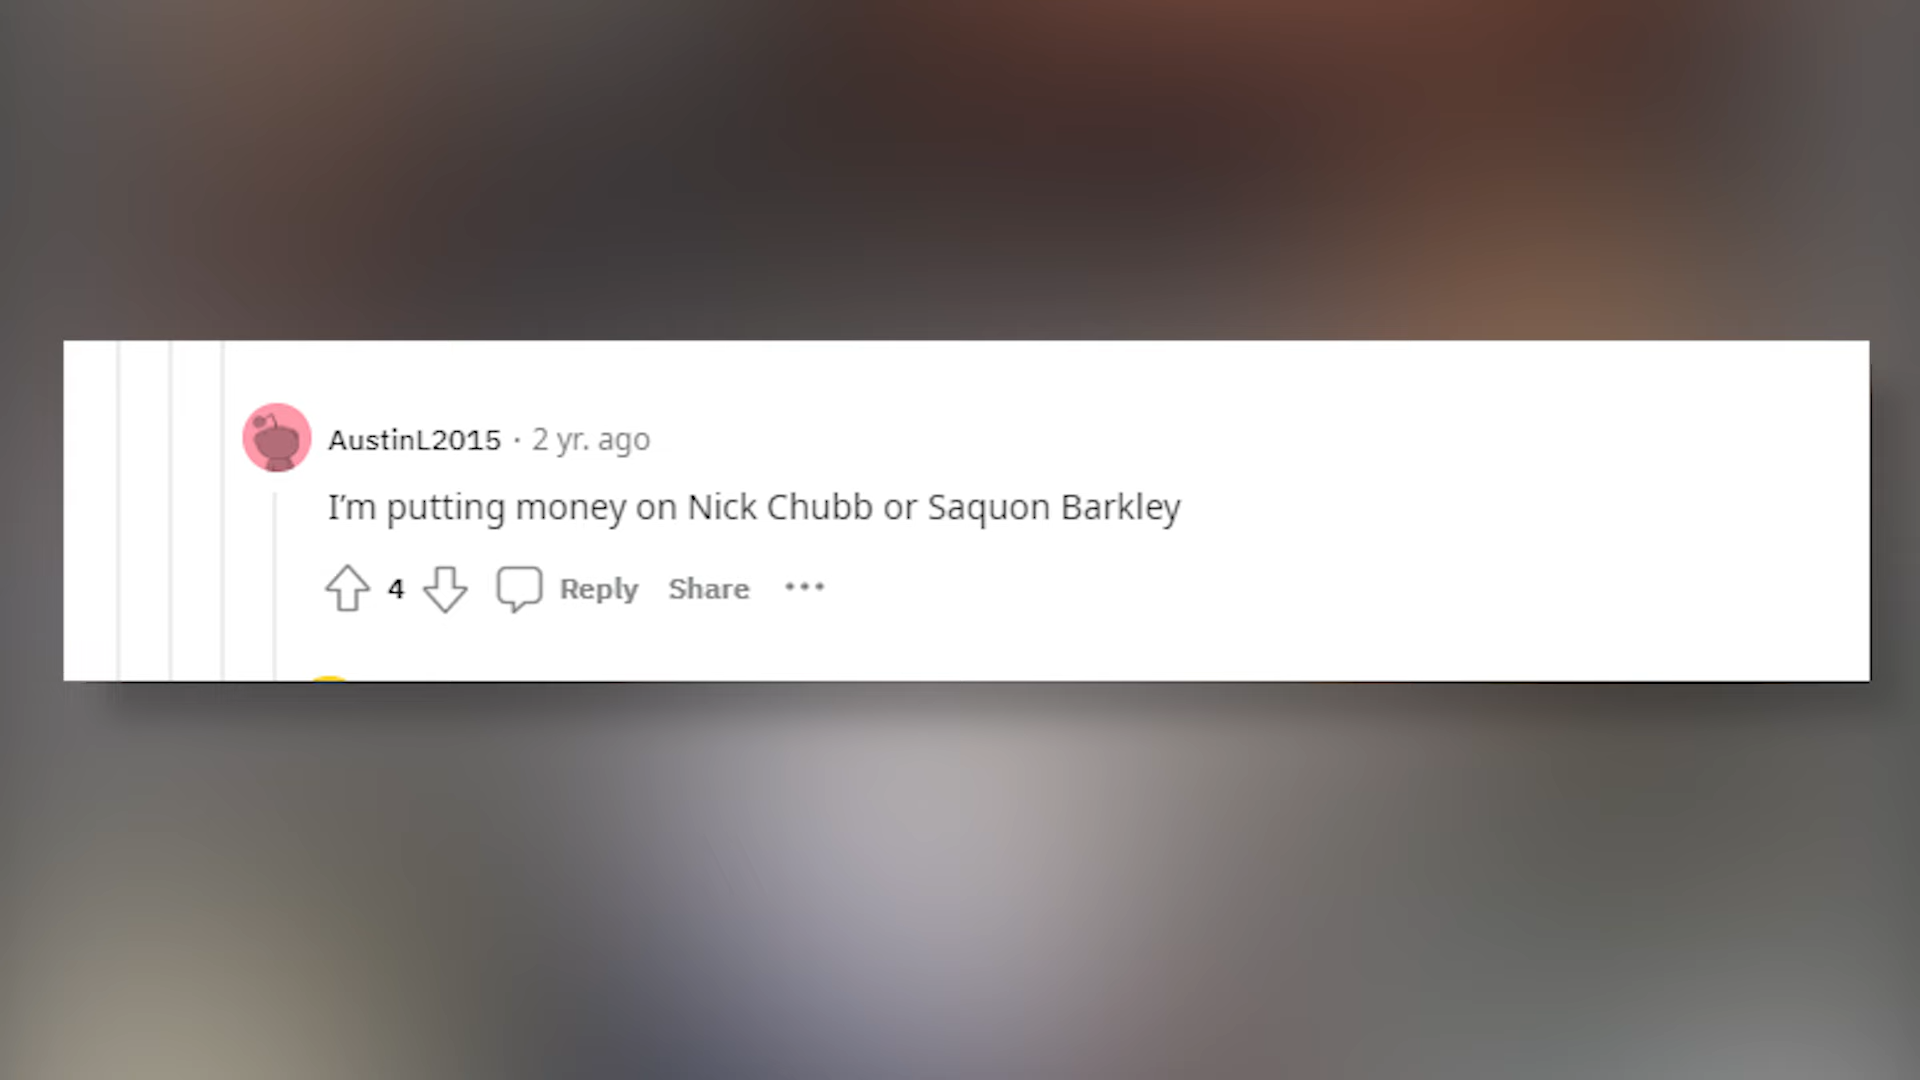 AustinL2015 · 2 yr. ago
I’m putting money on Nick Chubb or Saquon Barkley
4 Reply Share ···